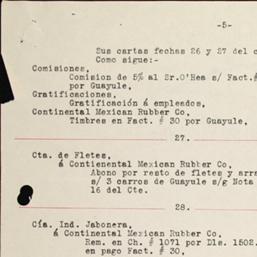 -5-
Sus cartas fechas 26 y 27 del c
Como sigue:-
Comisiones,
Comision de 5% al Sr.O'Hea s/ Fact.#
por Guayule,
Gratificaciones,
Gratificación á empleados,
Continental Mexican Rubber Co,
Timbres en Fact. # 30 por Guayule,
27.
Cta. de Fletes,
á Contienental Mexican Rubber Co,
Abono por resto de fletes y arra
s/ 3 carros de Guayule s/g Nota
16 del Cte.
28.
Cía. Ind. Jabonera,
á Continental Mexican Rubber Co,
Rem. en Ch. # 1071 por Dls. 1502.
en pago Fact. # 30,